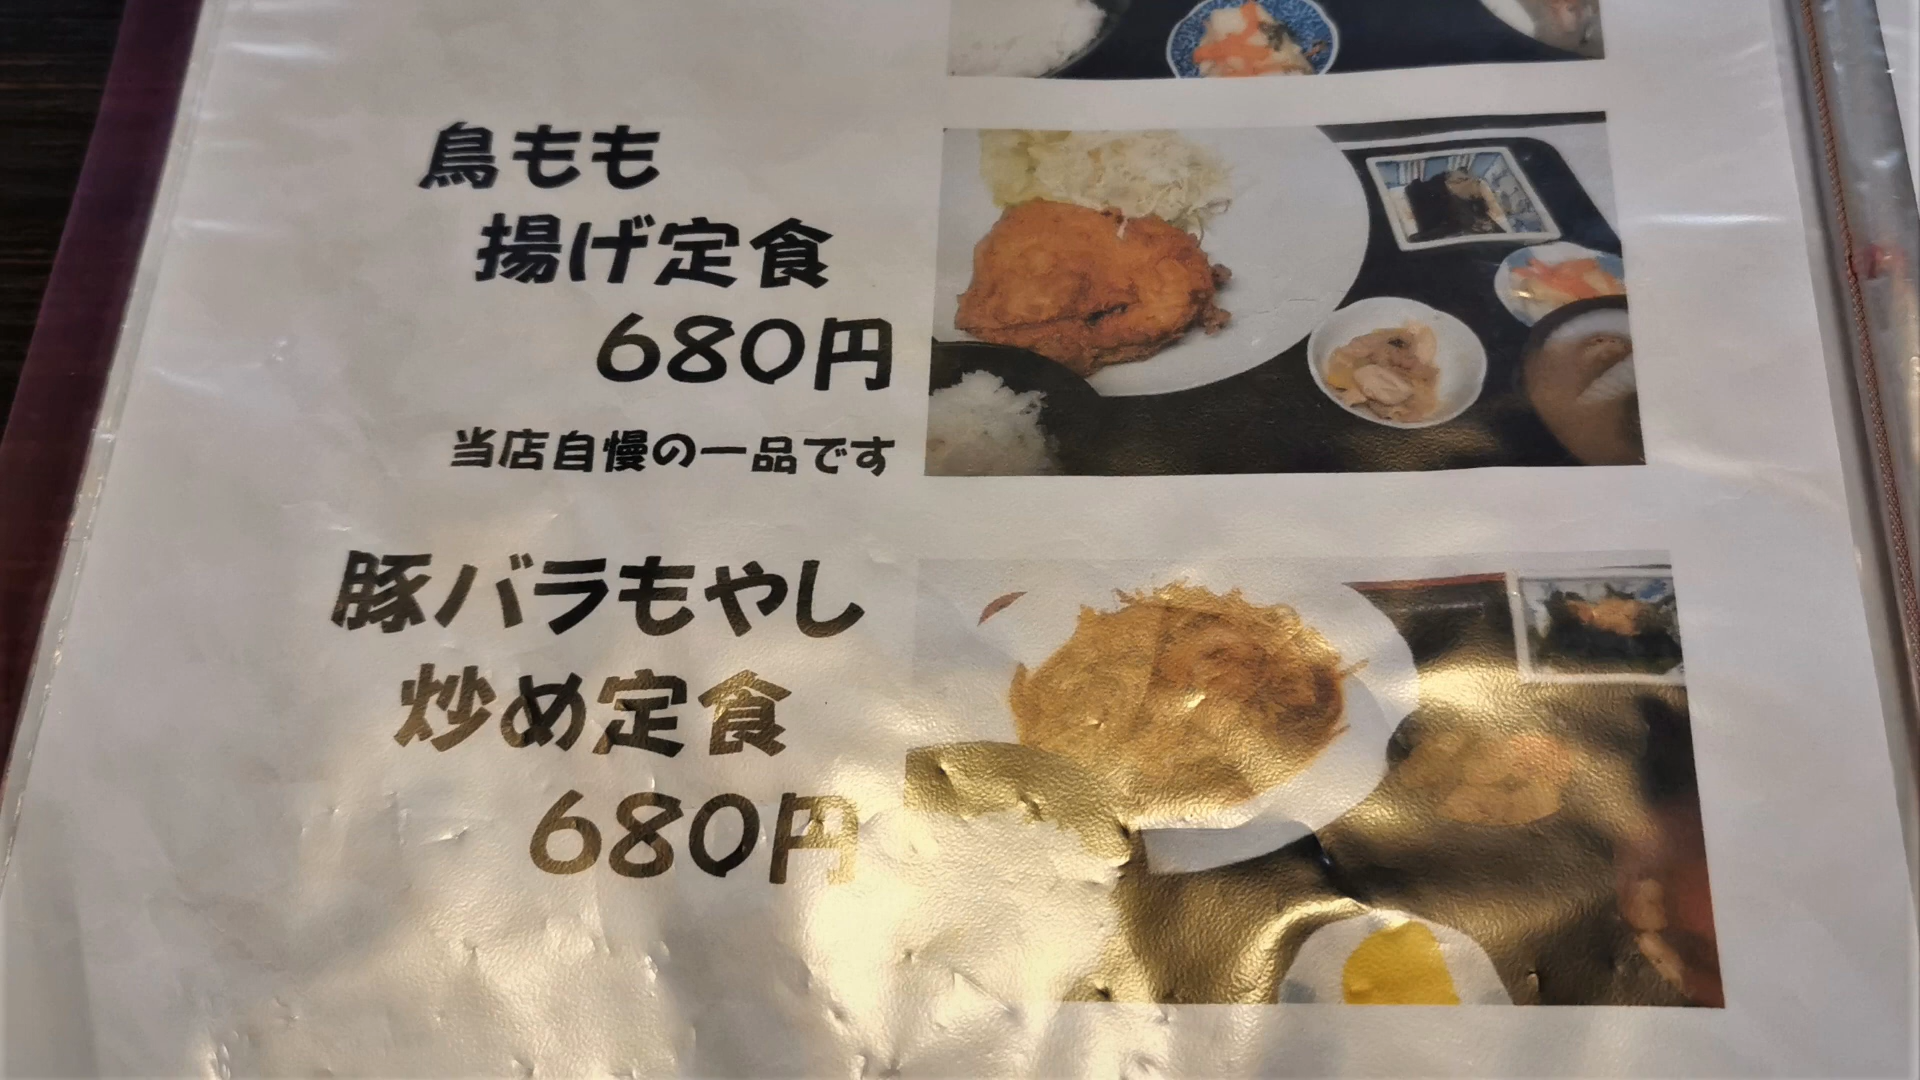 鳥もも
揚げ定食
680円
当店自慢の一品です
豚バラもやし
炒め定食
680円